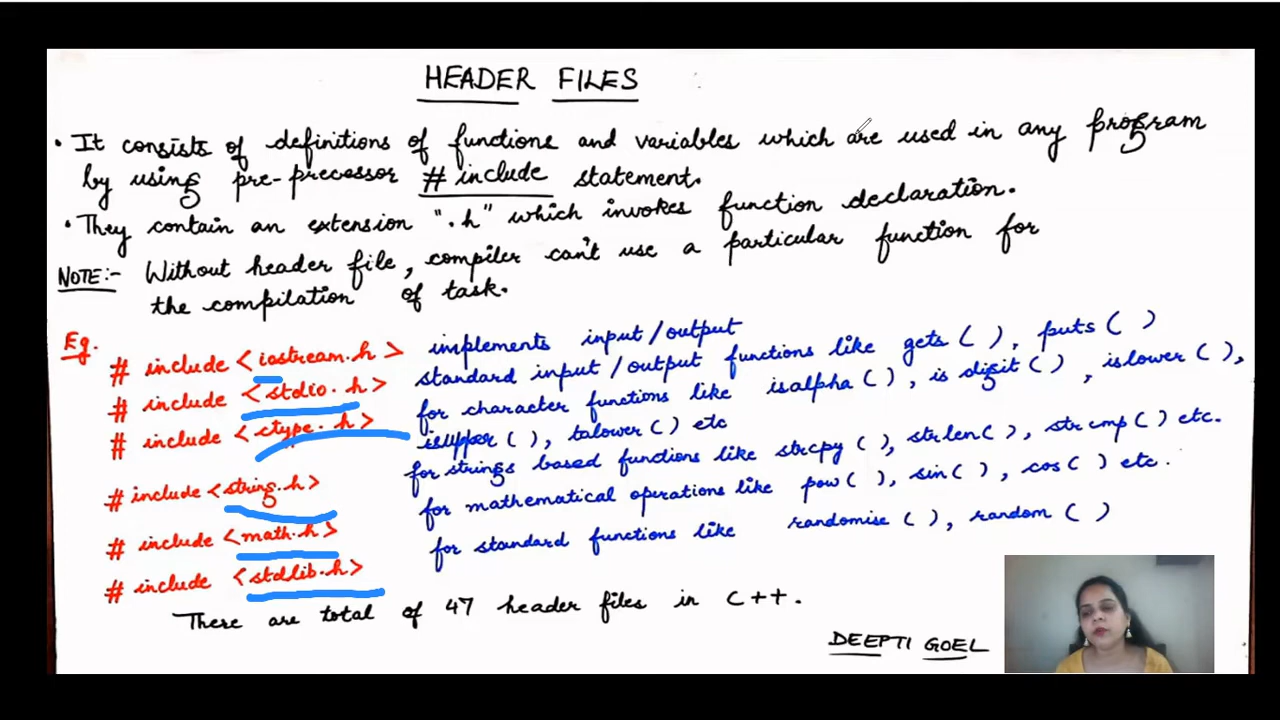 HEADER FILES
• It consists of definitions of functions and variables which are used in any program
by using pre-precessor # include statement.
• They contain an extension ".h" which invokes function declaration.
NOTE:- Without header file, compiler can't use a particular function for
the compilation of task.
Eg.
# include <iostream.h> implements input/output
# include <stdio.h> standard input/output functions like gets ( ), puts ( )
# include <ctype.h> for character functions like isalpha ( ), is digit ( ), islower ( ),
isupper ( ), talower ( ) etc
# include <string.h> for strings based functions like strcpy ( ), strlen( ), strcmp ( ) etc.
# include <math.h> for mathematical operations like pow( ), sin( ), cos( ) etc.
# include <stdlib.h> for standard functions like randomise ( ), random ( )
There are total of 47 header files in C++.
DEEPTI GOEL